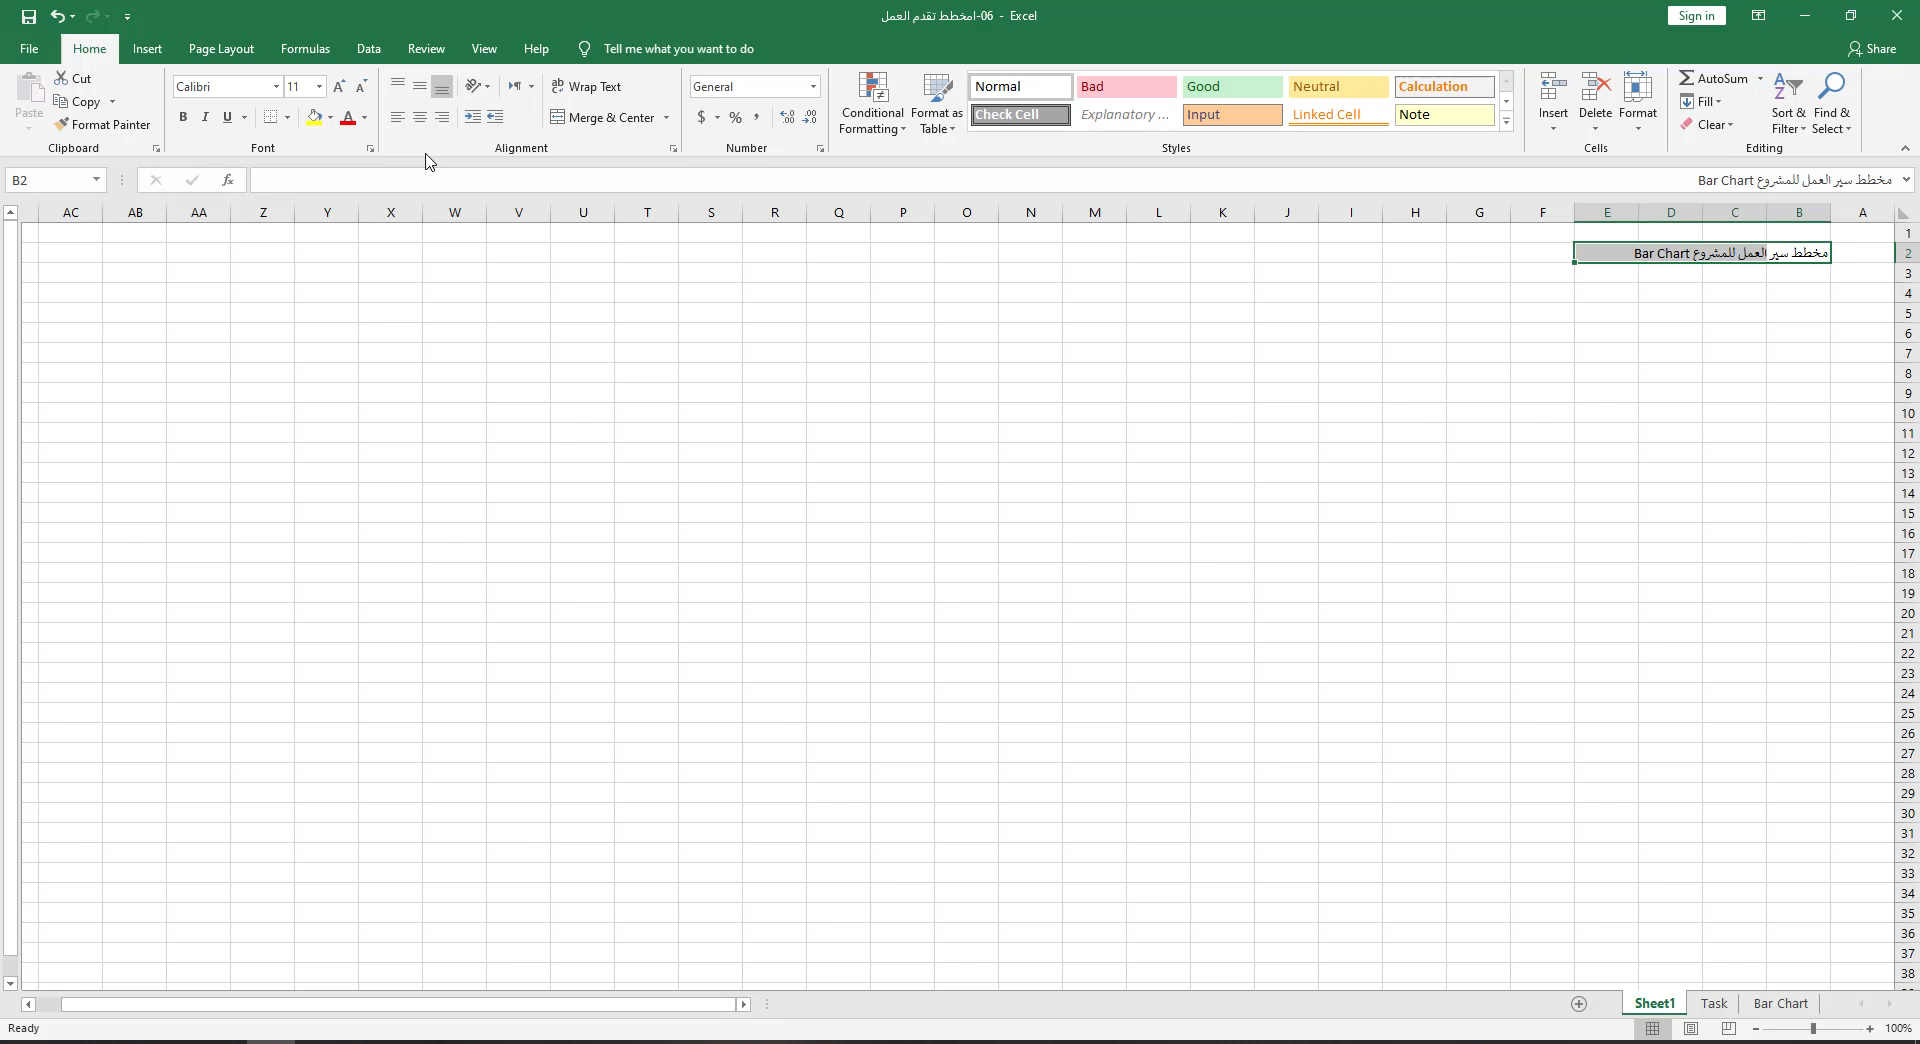 06-امخطط تقدم العمل - Excel
Sign in
File Home Insert Page Layout Formulas Data Review View Help Tell me what you want to do Share
Paste
Cut
Copy
Format Painter
Clipboard
Calibri 11
B I U A
Font
Wrap Text
Merge & Center
Alignment
General
$ % ,
Number
Conditional Formatting
Format as Table
Normal Bad Good Neutral Calculation
Check Cell Explanatory ... Input Linked Cell Note
Styles
Insert Delete Format
Cells
AutoSum
Fill
Clear
Sort & Filter
Find & Select
Editing
B2
fx
مخطط سير العمل للمشروع Bar Chart
AC AB AA Z Y X W V U T S R Q P O N M L K J I H G F E D C B A
1
مخطط سير العمل للمشروع Bar Chart
2
3
4
5
6
7
8
9
10
11
12
13
14
15
16
17
18
19
20
21
22
23
24
25
26
27
28
29
30
31
32
33
34
35
36
37
38
Sheet1 Task Bar Chart
Ready
100%